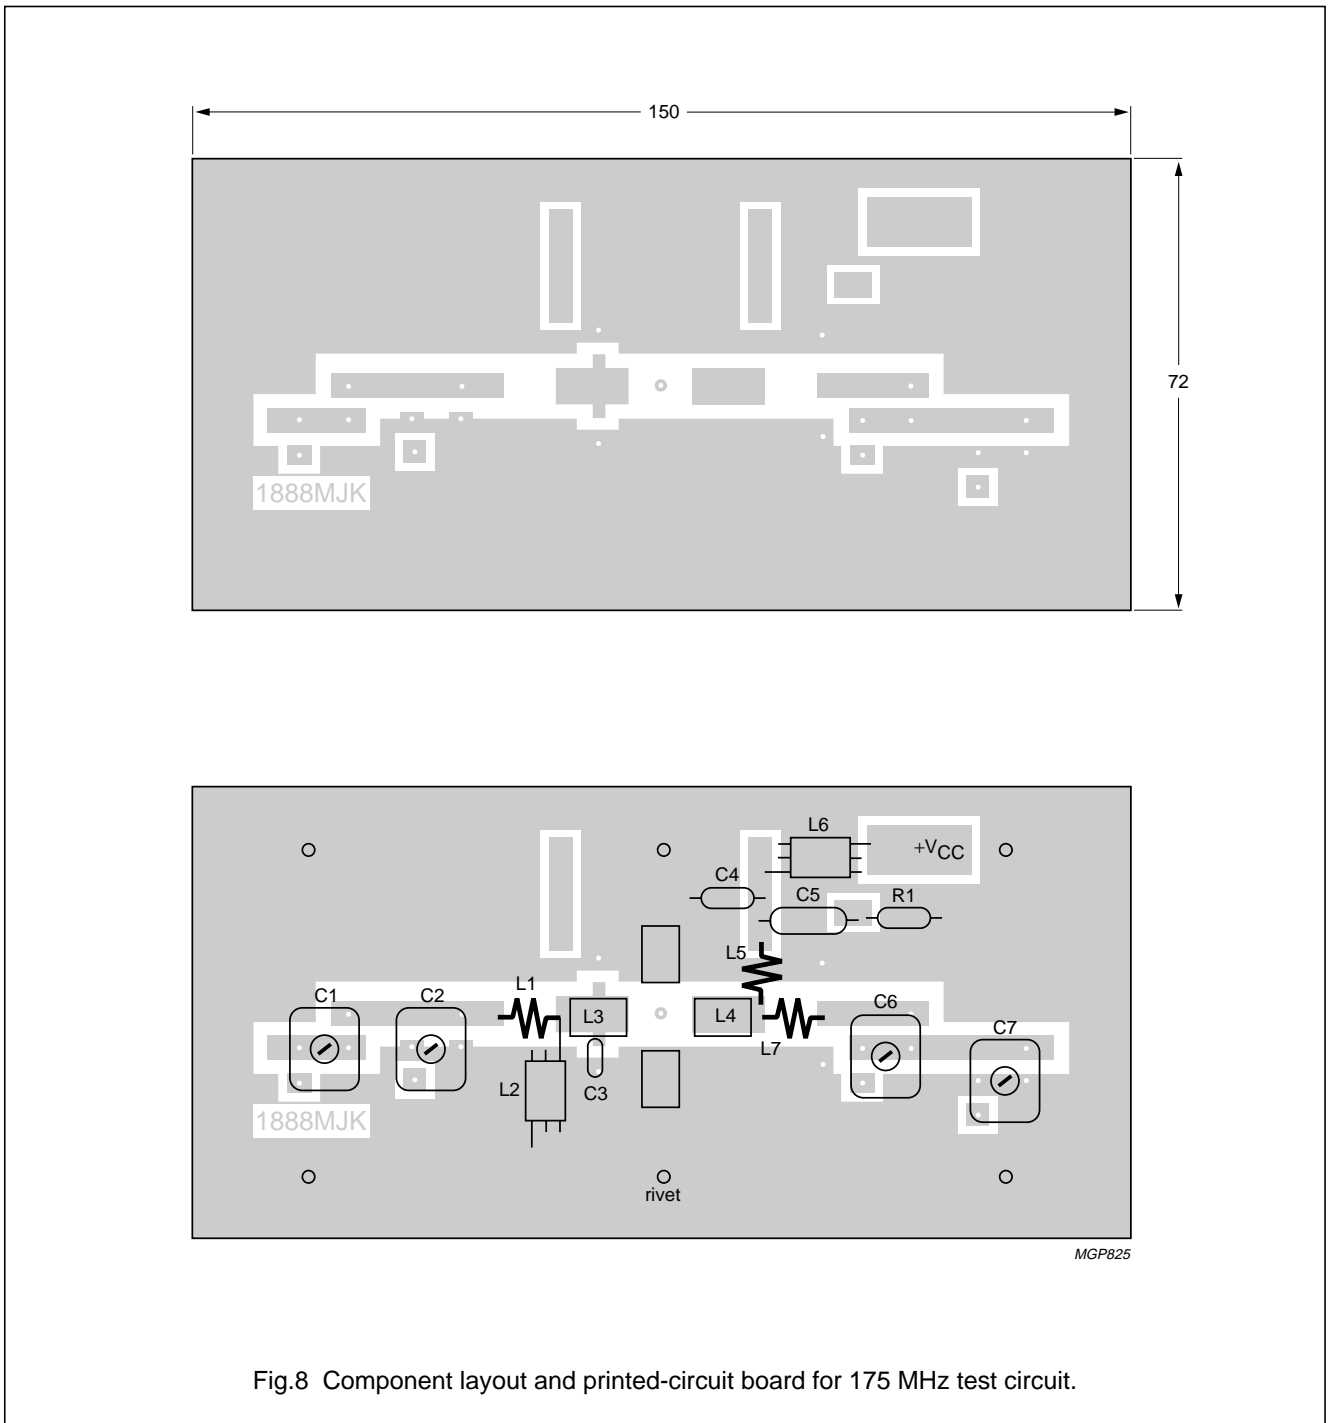 150
72
1888MJK
L6
+VCC
C4
C5
R1
L5
L1
C1
C2
C6
L3
L4
C7
L7
L2
C3
1888MJK
rivet
MGP825
Fig.8 Component layout and printed-circuit board for 175 MHz test circuit.